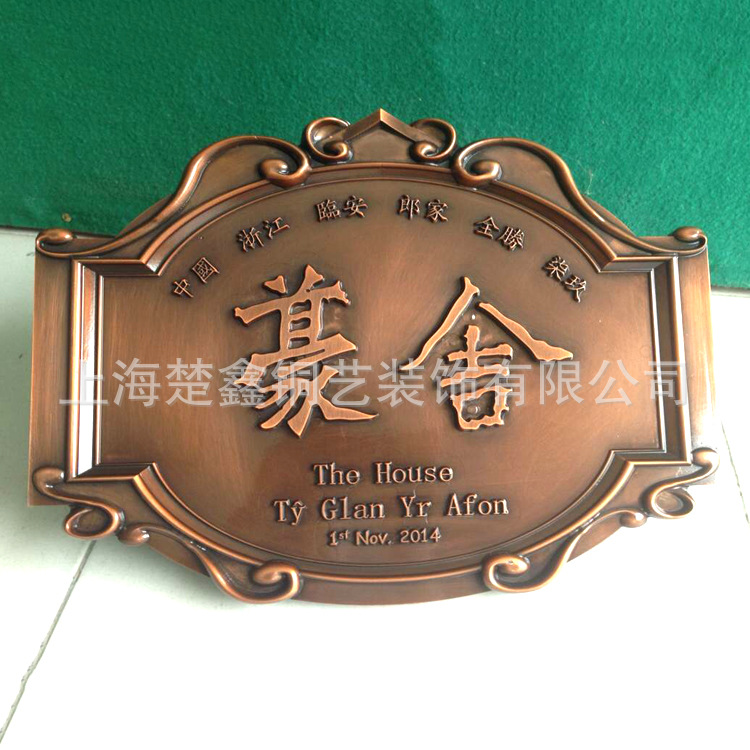 中國 浙江 臨安 郎家 全勝 柒玖
舍
上海楚鑫铜艺装饰有限公司
The House
Tŷ Glan Yr Afon
1st Nov. 2014